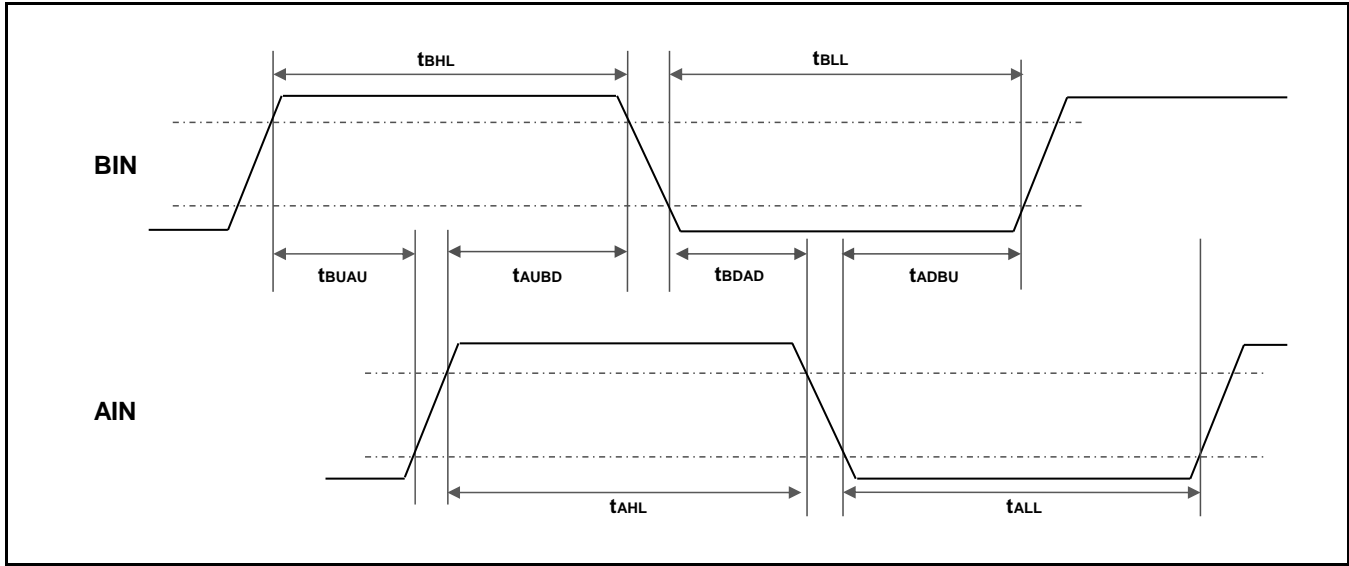 tBHL
tBLL
BIN
tBUAU
tAUBD
tBDAD
tADBU
AIN
tAHL
tALL